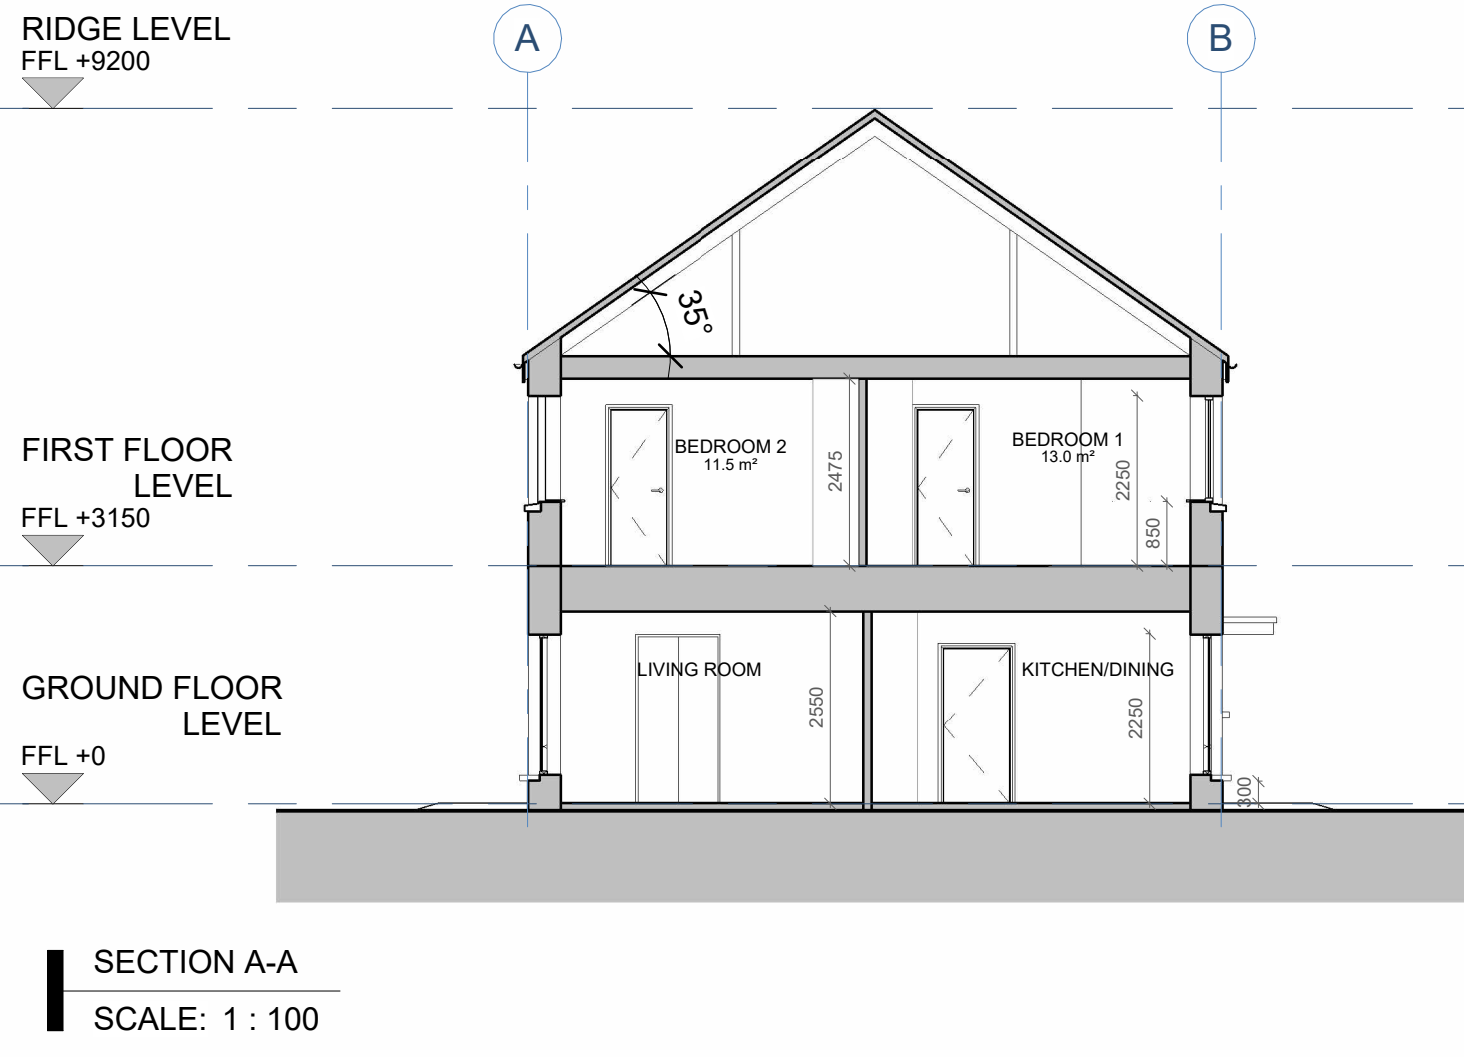 RIDGE LEVEL
FFL +9200
A
B
35°
FIRST FLOOR
LEVEL
FFL +3150
BEDROOM 2
11.5 m²
2475
BEDROOM 1
13.0 m²
2250
850
GROUND FLOOR
LEVEL
FFL +0
LIVING ROOM
2550
KITCHEN/DINING
2250
300
SECTION A-A
SCALE: 1 : 100